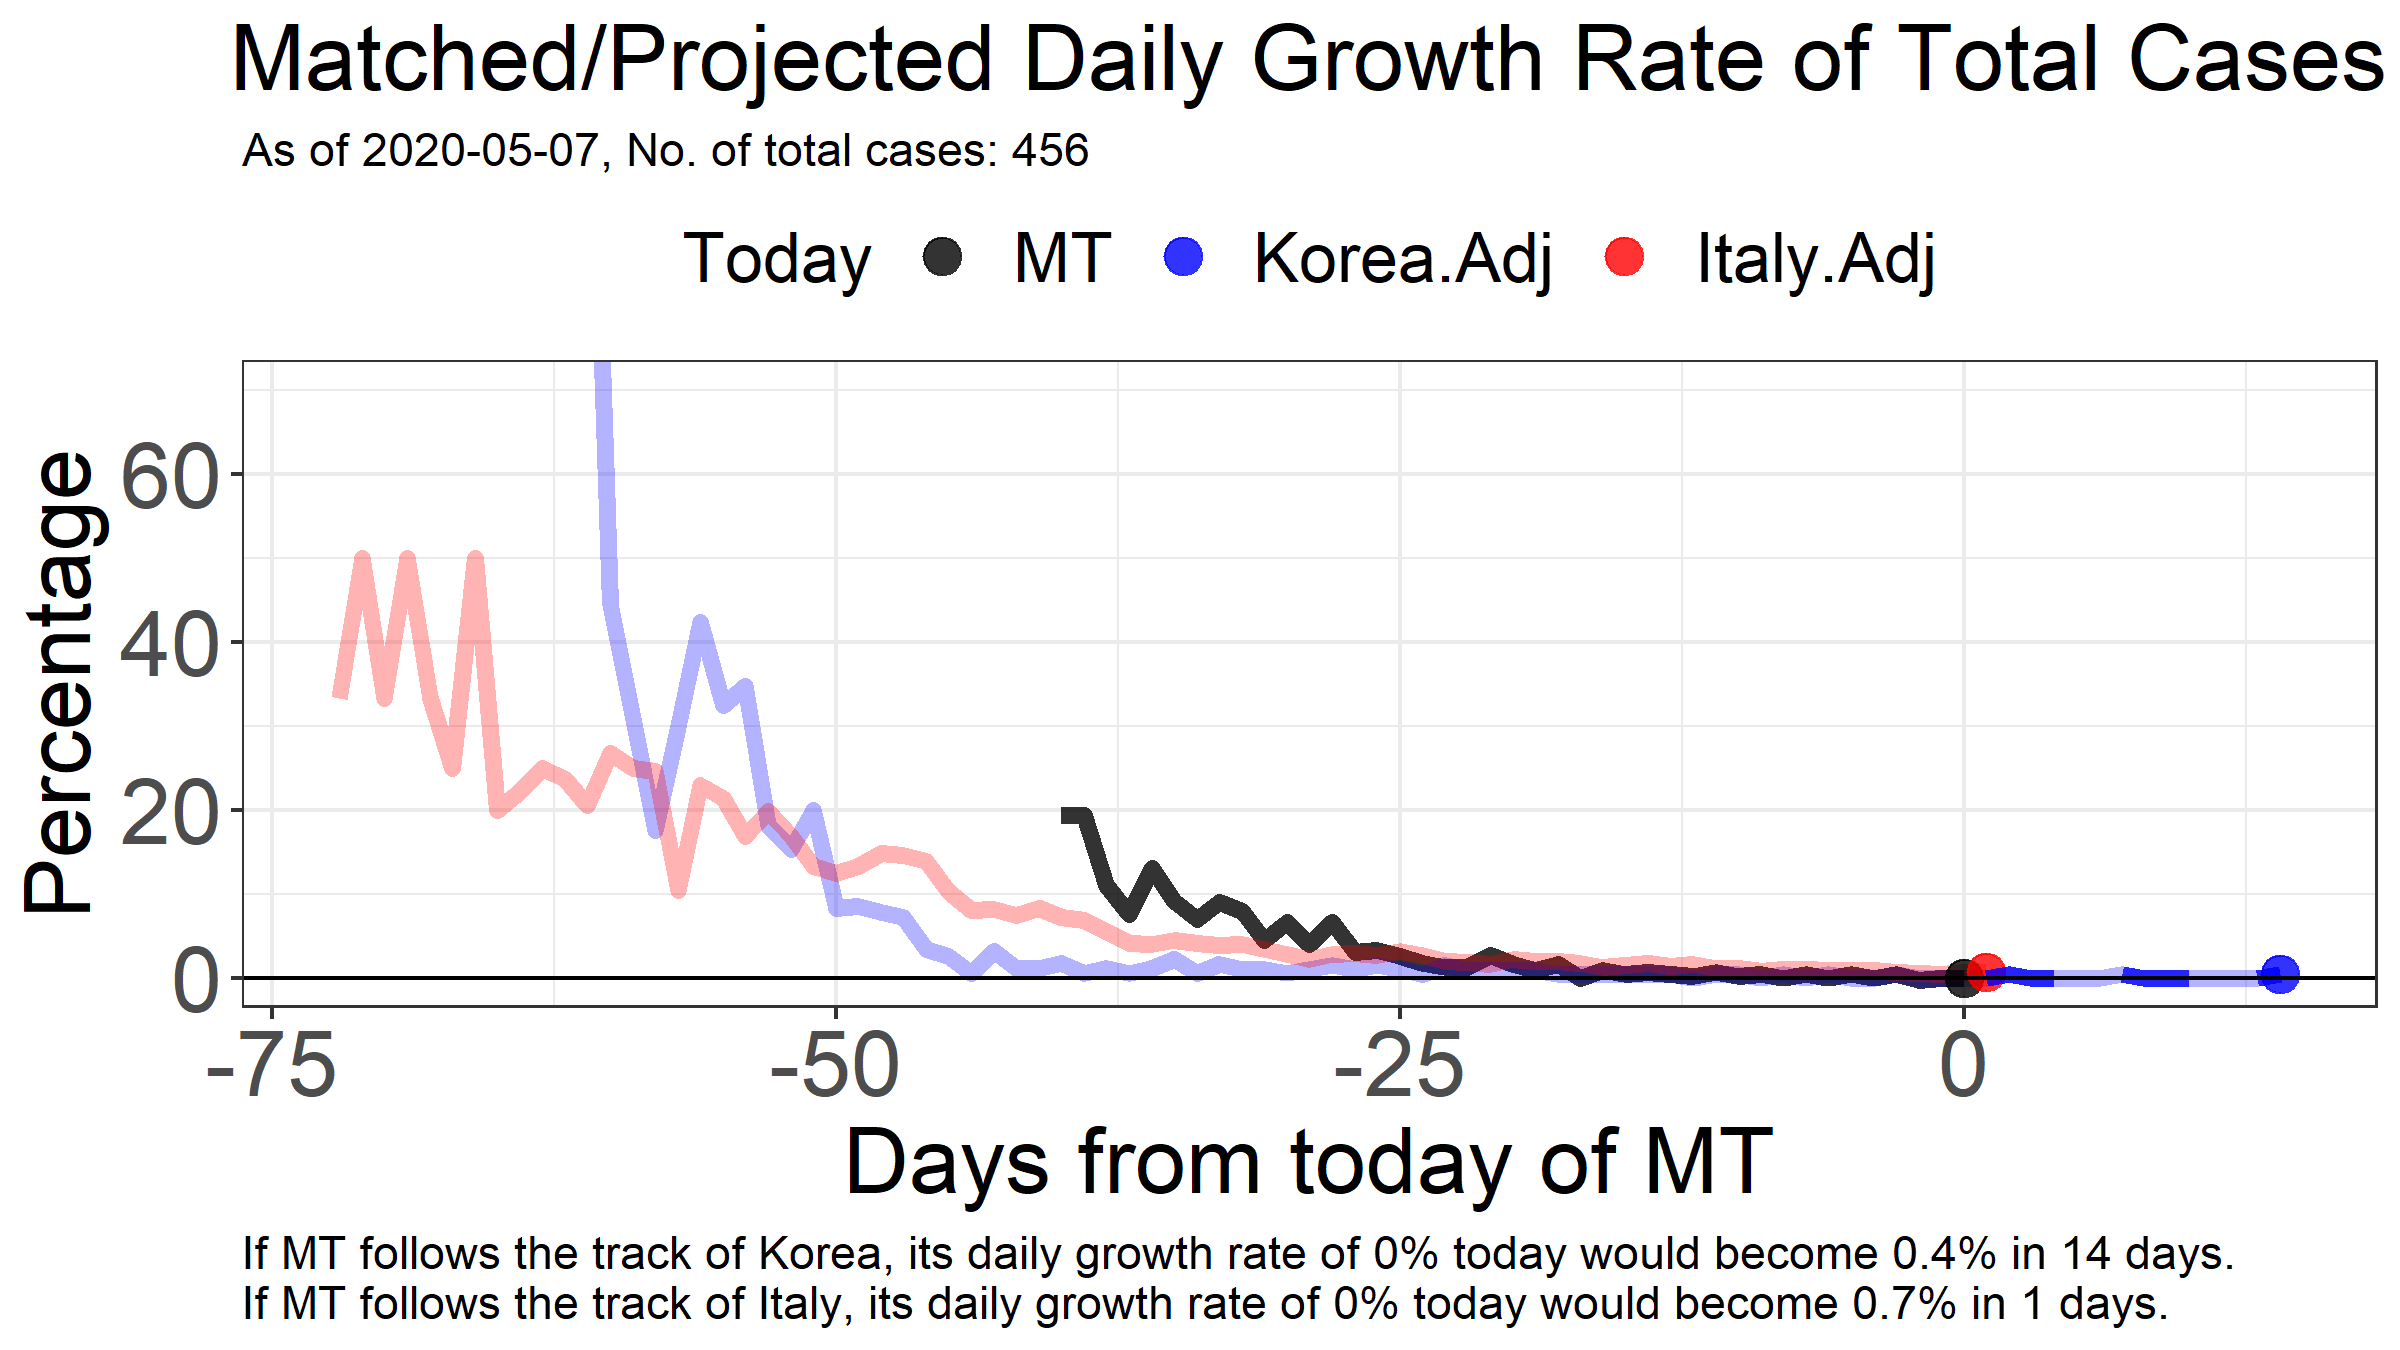 Matched/Projected Daily Growth Rate of Total Cases
As of 2020-05-07, No. of total cases: 456
Today MT Korea.Adj Italy.Adj
Percentage
60
40
20
0
-75 -50 -25 0
Days from today of MT
If MT follows the track of Korea, its daily growth rate of 0% today would become 0.4% in 14 days.
If MT follows the track of Italy, its daily growth rate of 0% today would become 0.7% in 1 days.